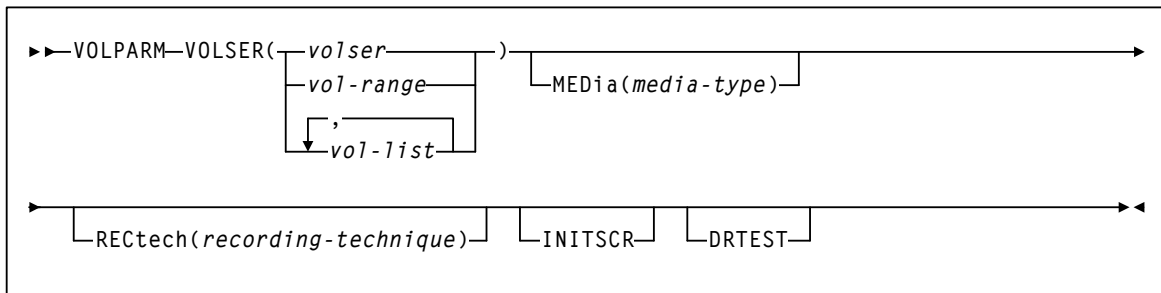 VOLPARM VOLSER( volser )
MEDia(media-type)
vol-range
,
vol-list
RECtech(recording-technique)
INITSCR
DRTEST